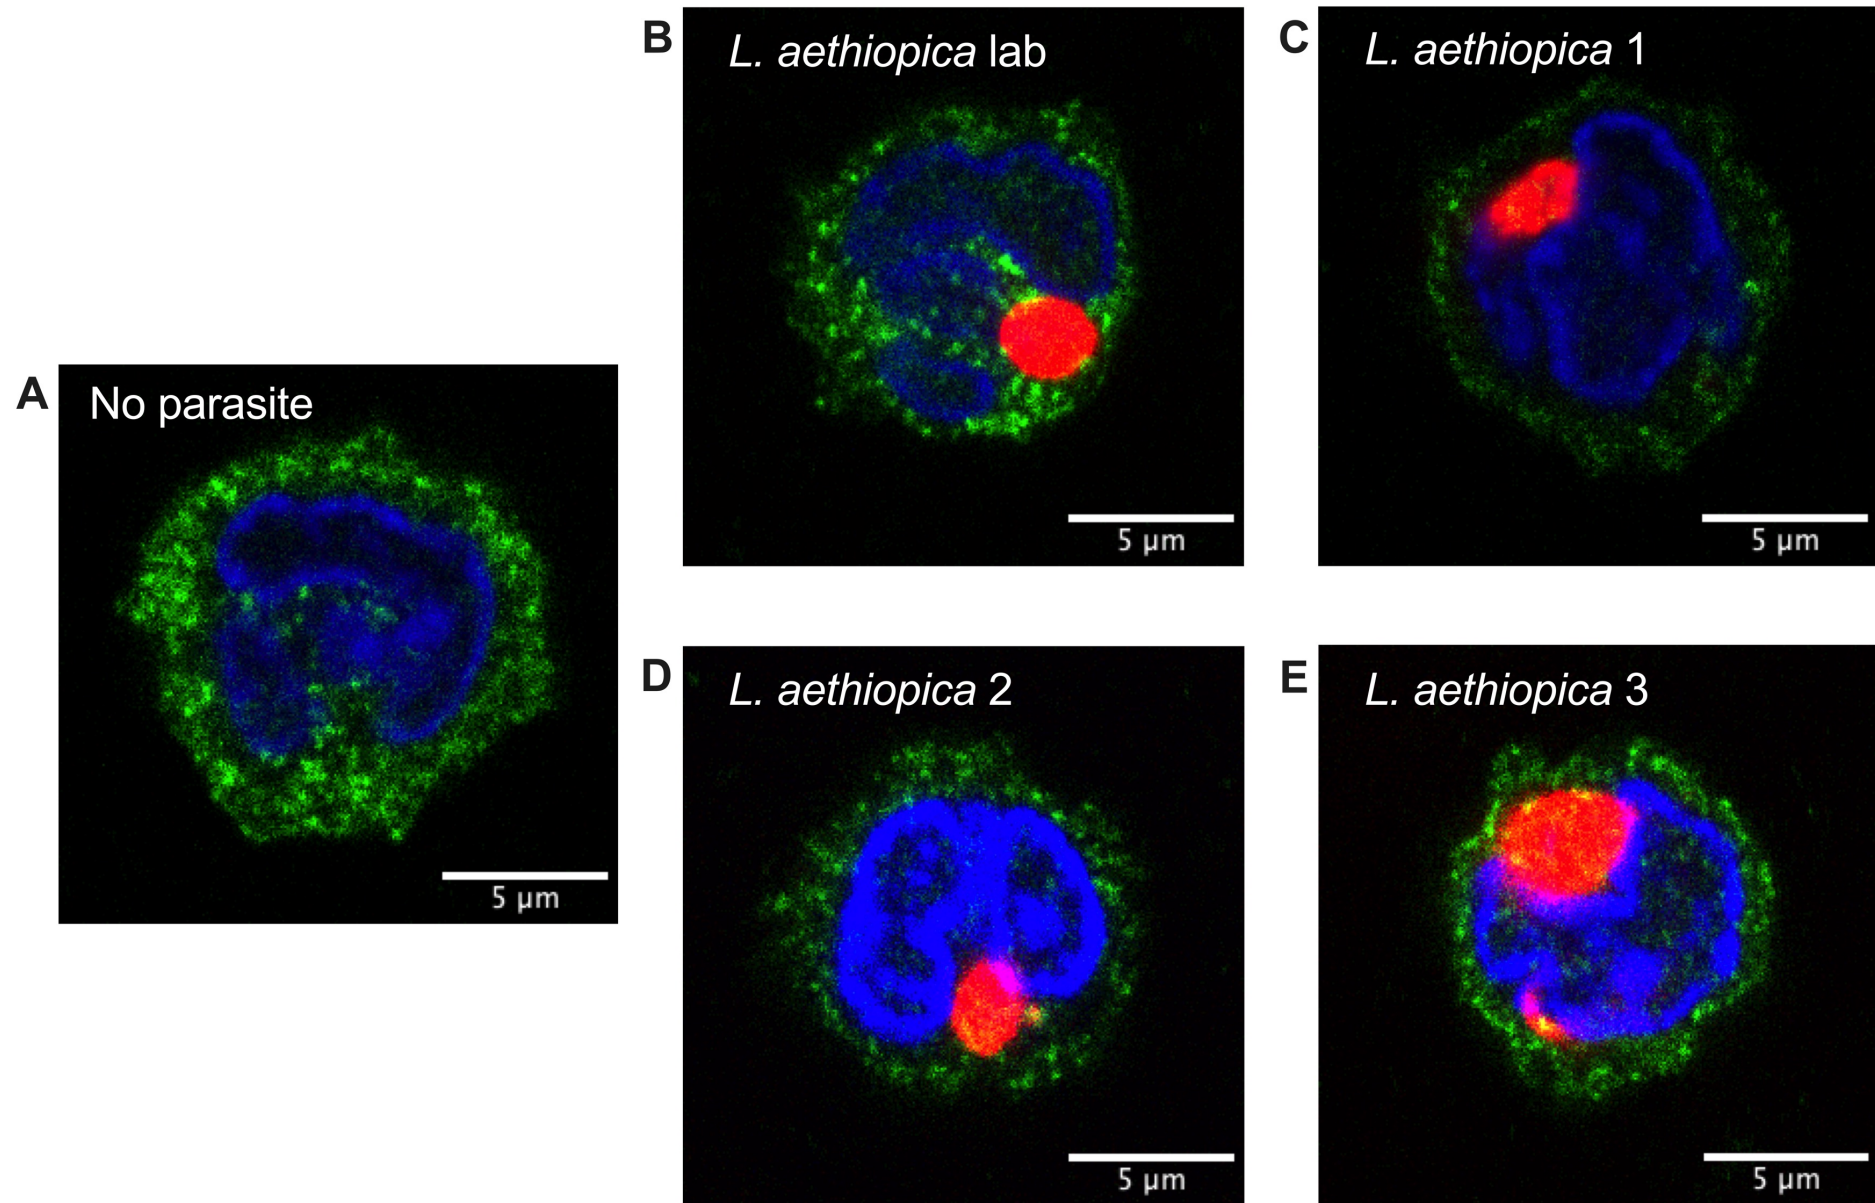 A
No parasite
5 µm
B
L. aethiopica lab
5 µm
C
L. aethiopica 1
5 µm
D
L. aethiopica 2
5 µm
E
L. aethiopica 3
5 µm